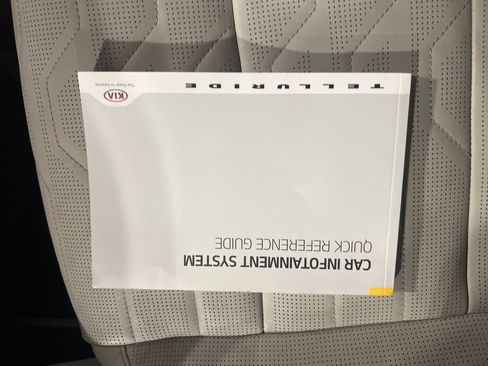 CAR INFOTAINMENT SYSTEM
QUICK REFERENCE GUIDE
TELLURIDE
KIA
The Power to Surprise